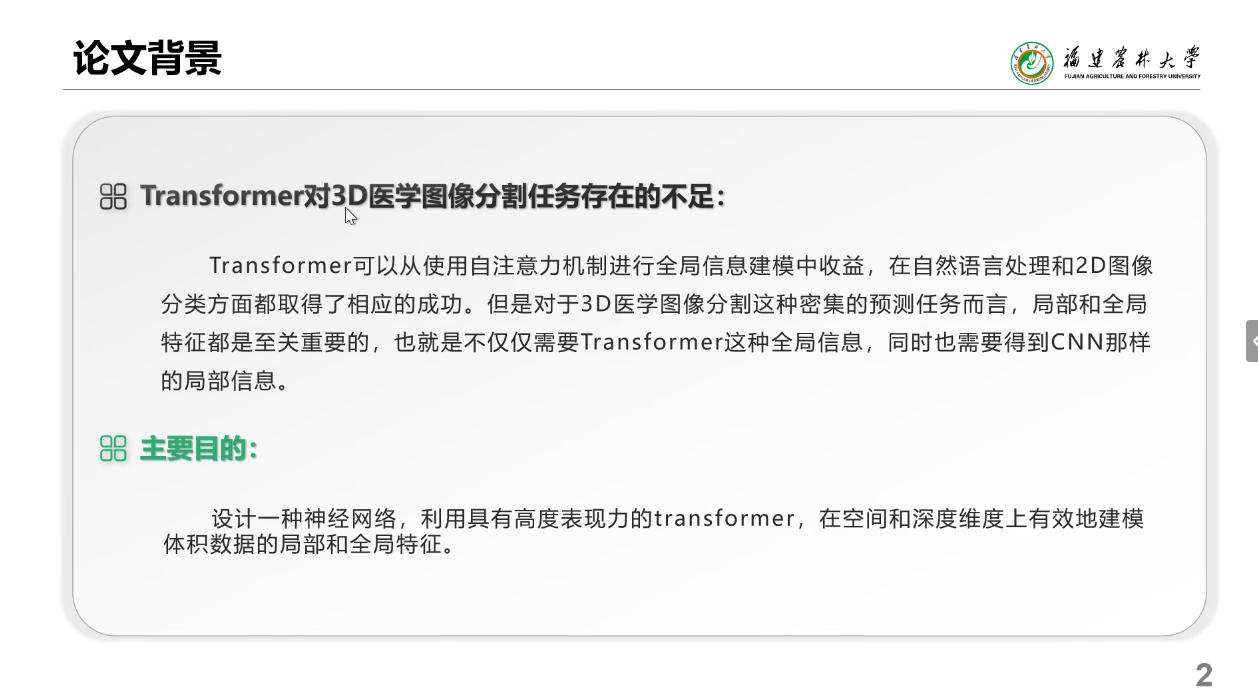 论文背景
福建农林大学
FUJIAN AGRICULTURE AND FORESTRY UNIVERSITY
Transformer对3D医学图像分割任务存在的不足：
Transformer可以从使用自注意力机制进行全局信息建模中收益，在自然语言处理和2D图像
分类方面都取得了相应的成功。但是对于3D医学图像分割这种密集的预测任务而言，局部和全局
特征都是至关重要的，也就是不仅仅需要Transformer这种全局信息，同时也需要得到CNN那样
的局部信息。
主要目的：
设计一种神经网络，利用具有高度表现力的transformer，在空间和深度维度上有效地建模
体积数据的局部和全局特征。
2